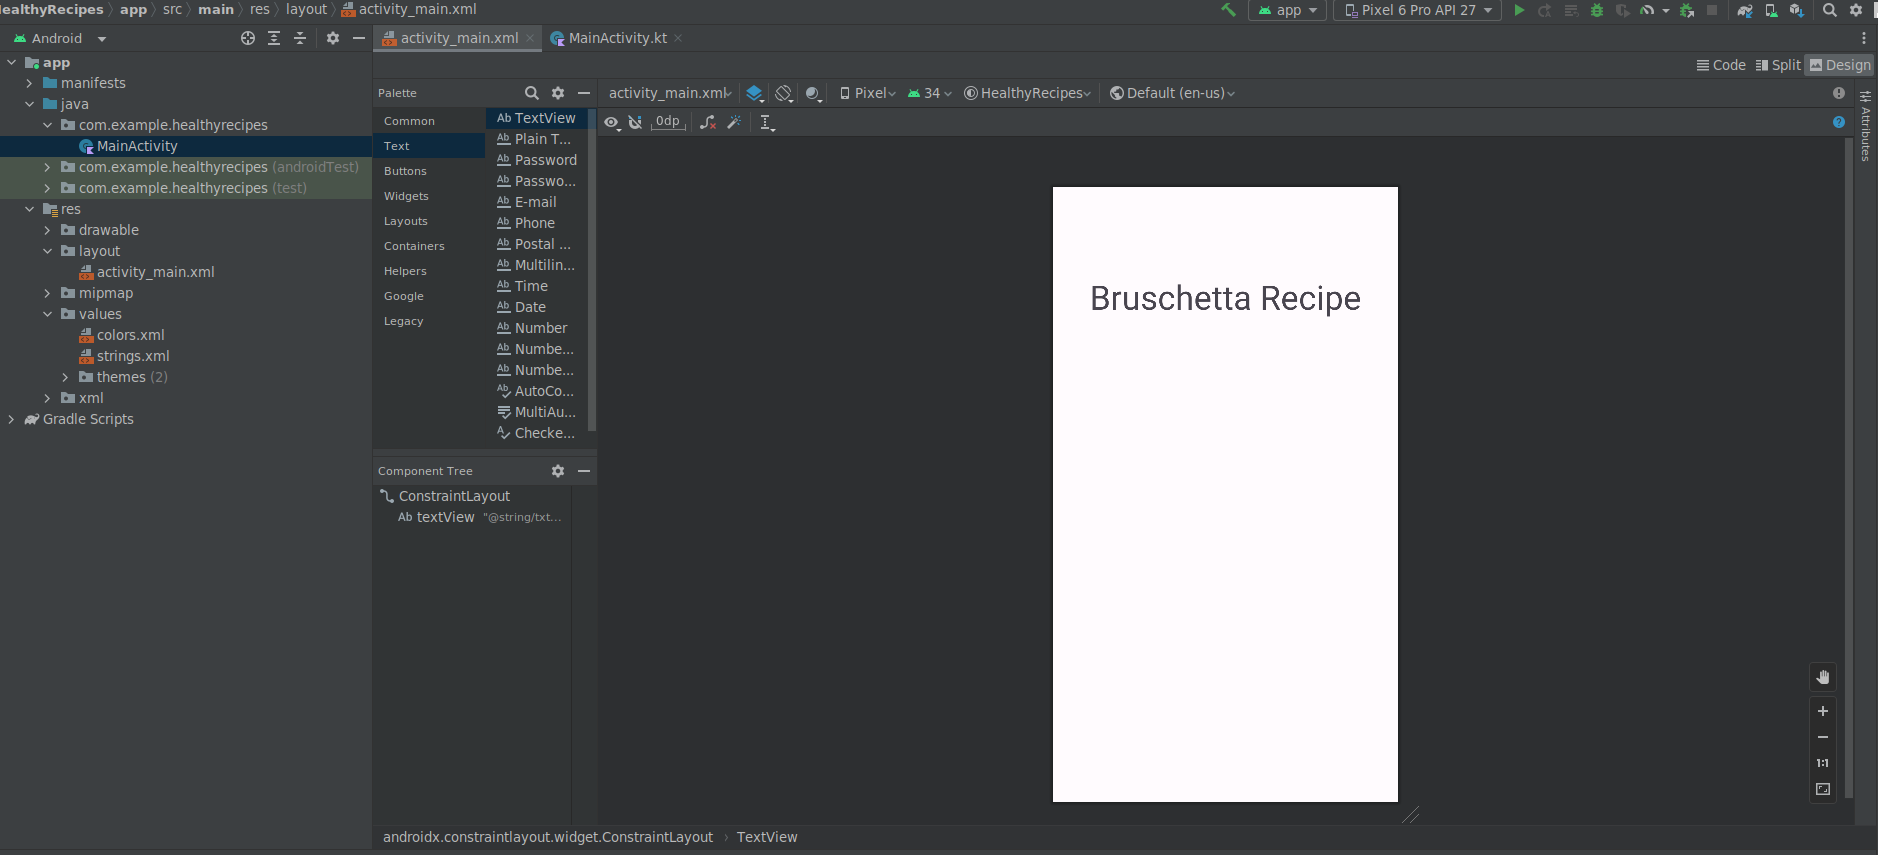 ealthyRecipes app src main res layout activity_main.xml
app Pixel 6 Pro API 27
Android
activity_main.xml MainActivity.kt
Code Split Design
app
manifests
java
com.example.healthyrecipes
MainActivity
com.example.healthyrecipes (androidTest)
com.example.healthyrecipes (test)
res
drawable
layout
activity_main.xml
mipmap
values
colors.xml
strings.xml
themes (2)
xml
Gradle Scripts
Palette
Common
Text
Buttons
Widgets
Layouts
Containers
Helpers
Google
Legacy
Ab TextView
Ab Plain T...
Ab Password
Ab Passwo...
Ab E-mail
Ab Phone
Ab Postal ...
Ab Multilin...
Ab Time
Ab Date
Ab Number
Ab Numbe...
Ab Numbe...
Ab AutoCo...
MultiAu...
A Checke...
Component Tree
ConstraintLayout
Ab textView "@string/txt...
activity_main.xml Pixel 34 HealthyRecipes Default (en-us)
0dp
Attributes
Bruschetta Recipe
1:1
androidx.constraintlayout.widget.ConstraintLayout TextView